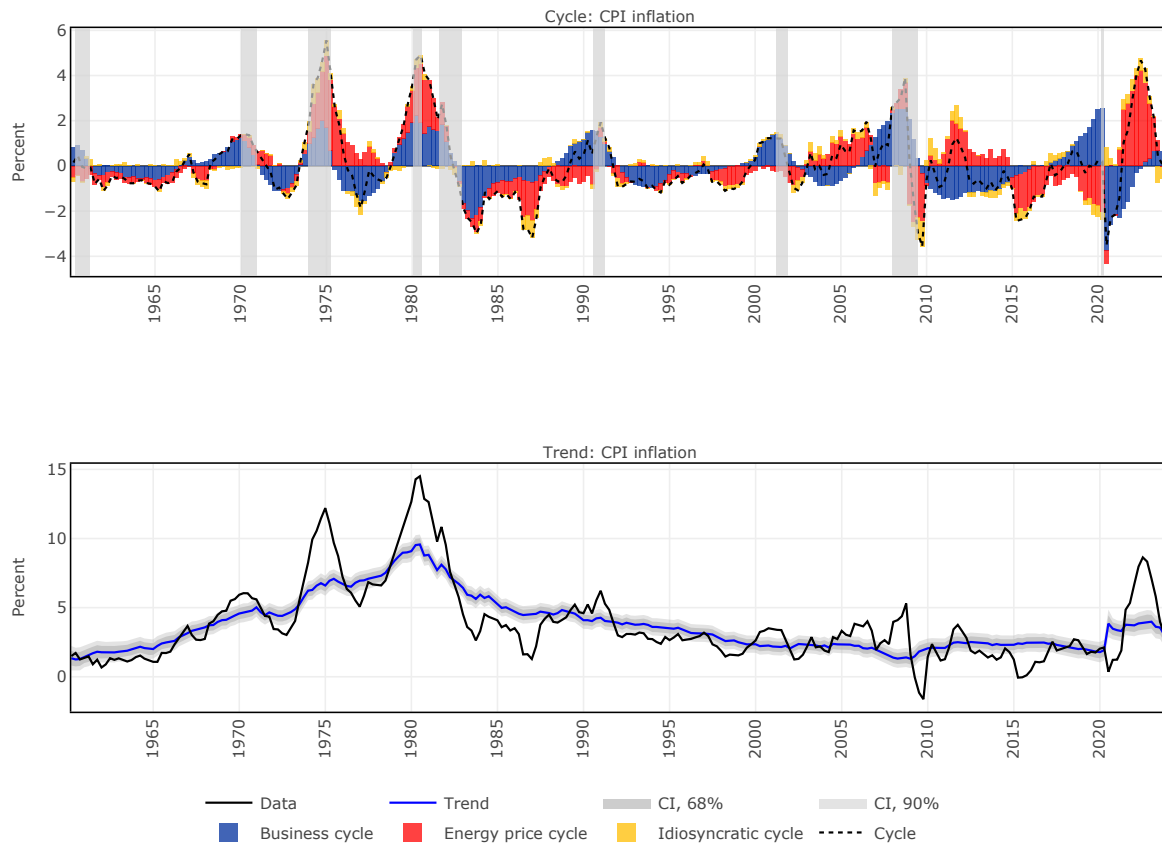 Cycle: CPI inflation
Percent
6
4
2
0
−2
−4
1965 1970 1975 1980 1985 1990 1995 2000 2005 2010 2015 2020
Trend: CPI inflation
Percent
15
10
5
0
1965 1970 1975 1980 1985 1990 1995 2000 2005 2010 2015 2020
Data Trend CI, 68% CI, 90%
Business cycle Energy price cycle Idiosyncratic cycle Cycle